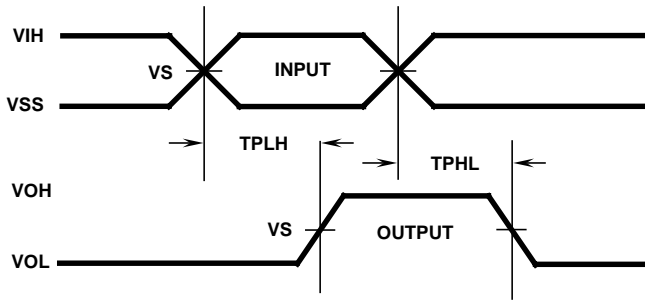 VIH
VS INPUT
VSS
TPLH TPHL
VOH
VS OUTPUT
VOL